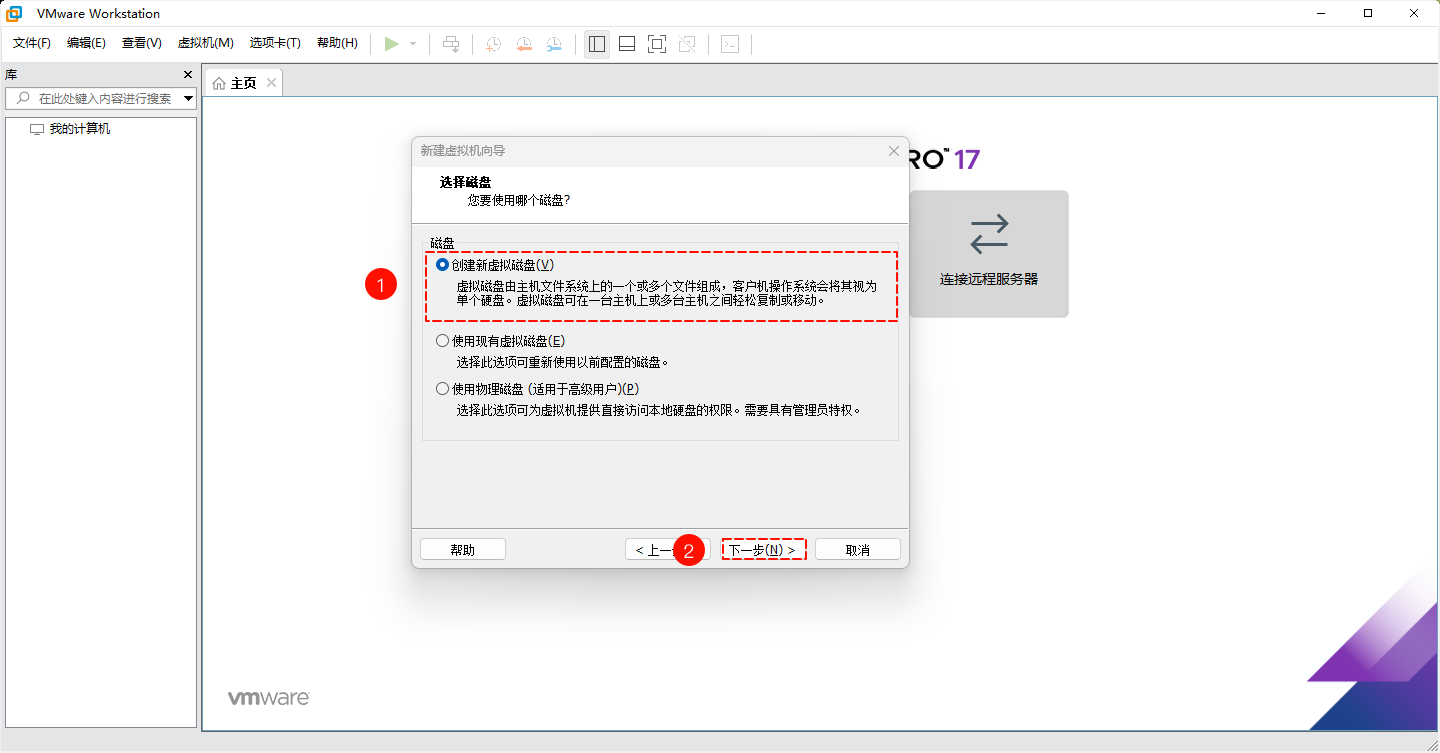 VMware Workstation
文件(F) 编辑(E) 查看(V) 虚拟机(M) 选项卡(T) 帮助(H)
库
在此处键入内容进行搜索
我的计算机
主页
RO™ 17
连接远程服务器
新建虚拟机向导
选择磁盘
您要使用哪个磁盘?
磁盘
1
创建新虚拟磁盘(V)
虚拟磁盘由主机文件系统上的一个或多个文件组成，客户机操作系统会将其视为
单个硬盘。虚拟磁盘可在一台主机上或多台主机之间轻松复制或移动。
使用现有虚拟磁盘(E)
选择此选项可重新使用以前配置的磁盘。
使用物理磁盘 (适用于高级用户)(P)
选择此选项可为虚拟机提供直接访问本地硬盘的权限。需要具有管理员特权。
帮助 < 上一 2 下一步(N) > 取消
vmware